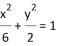 x²/6 + y²/2 = 1